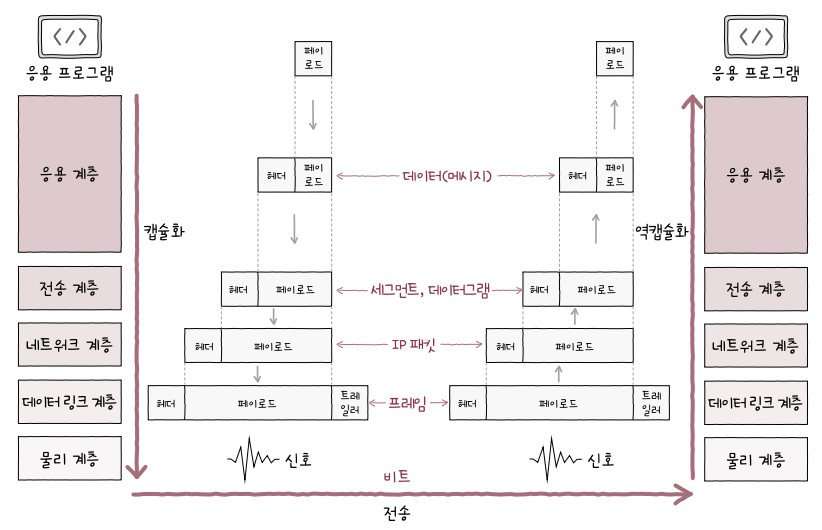 응용 프로그램
응용 프로그램
페이
로드
페이
로드
응용 계층
헤더
페이
로드
데이터(메시지)
헤더
페이
로드
응용 계층
캡슐화
역캡슐화
전송 계층
헤더
페이로드
세그먼트, 데이터그램
헤더
페이로드
전송 계층
네트워크 계층
헤더
페이로드
IP 패킷
헤더
페이로드
네트워크 계층
데이터 링크 계층
헤더
페이로드
트레
일러
프레임
헤더
페이로드
트레
일러
데이터 링크 계층
물리 계층
신호
신호
물리 계층
비트
전송